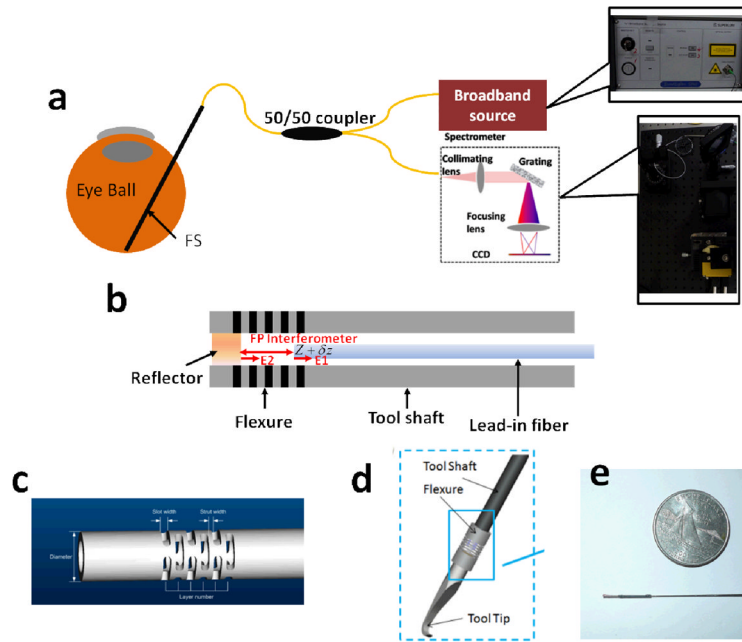 a
50/50 coupler
Broadband
source
Spectrometer
Collimating
lens
Grating
Focusing
lens
CCD
Eye Ball
FS
b
FP Interferometer
Z + δz
E2
E1
Reflector
Flexure
Tool shaft
Lead-in fiber
c
Slot width
Strut width
Diameter
Layer number
d
Tool Shaft
Flexure
Tool Tip
e